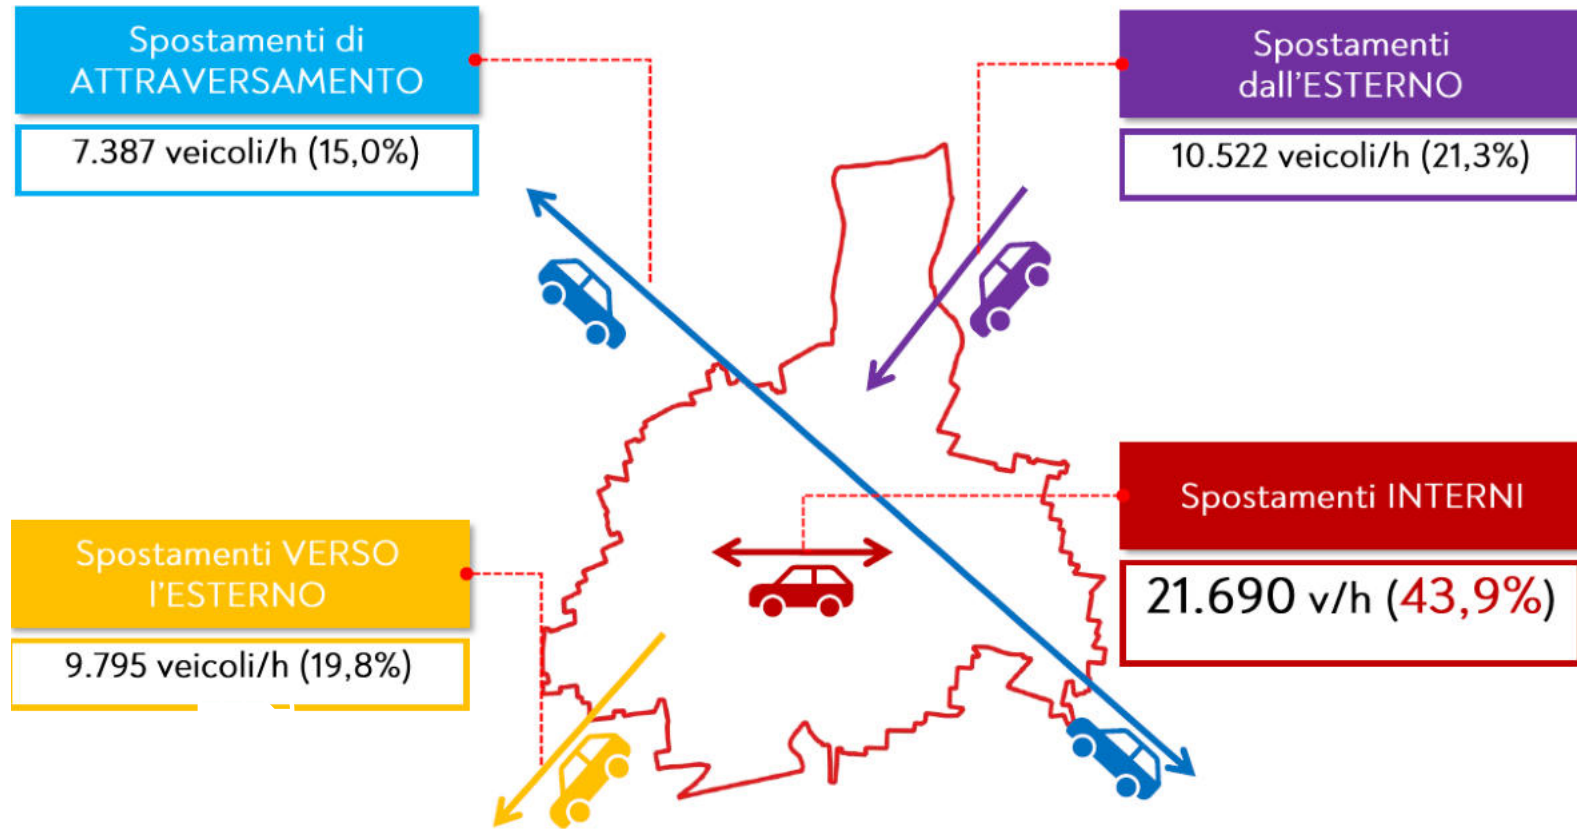 Spostamenti di
ATTRAVERSAMENTO
7.387 veicoli/h (15,0%)
Spostamenti
dall'ESTERNO
10.522 veicoli/h (21,3%)
Spostamenti INTERNI
21.690 v/h (43,9%)
Spostamenti VERSO
l'ESTERNO
9.795 veicoli/h (19,8%)